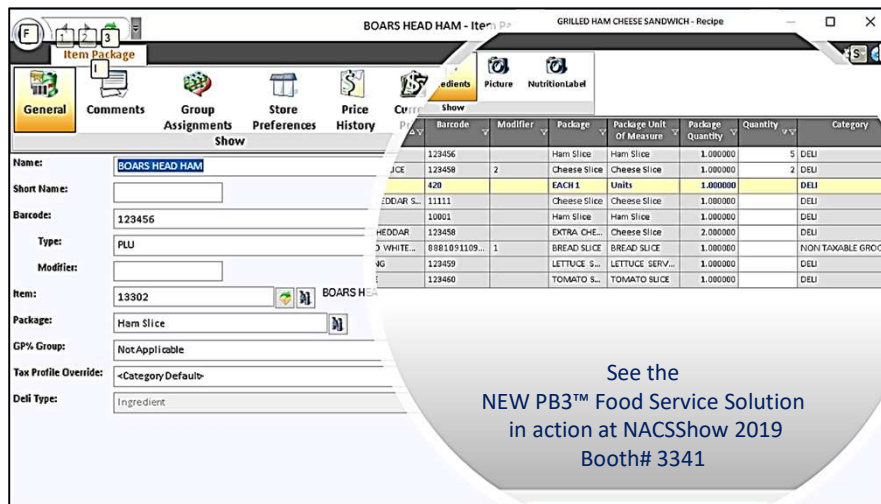 BOARS HEAD HAM - Item Pa
GRILLED HAM CHEESE SANDWICH - Recipe
F
1 2 3
S
Item Package
I
General
Comments
Group Assignments
Store Preferences
Price History
Show
Picture
NutritionLabel
Show
Barcode Modifier Package Package Unit Of Measure Package Quantity Quantity Category
123456 Ham Slice Ham Slice 1.000000 5 DELI
123458 2 Cheese Slice Cheese Slice 1.000000 2 DELI
420 EACH 1 Units 1.000000 DELI
EDDAR S... 11111 Cheese Slice Cheese Slice 1.000000 DELI
10001 Ham Slice Ham Slice 1.000000 DELI
HEDDAR 123458 EXTRA CHE... Cheese Slice 2.000000 DELI
WHITE... 8881091109... 1 BREAD SLICE BREAD SLICE 1.000000 NON TAXABLE GROC
123459 LETTUCE S... LETTUCE SERV... 1.000000 DELI
123460 TOMATO S... TOMATO SLICE 1.000000 DELI
Name: BOARS HEAD HAM
Short Name:
Barcode: 123456
Type: PLU
Modifier:
Item: 13302 BOARS HEA
Package: Ham Slice
GP% Group: NotApplicable
Tax Profile Override: <CategoryDefault>
Deli Type: Ingredient
See the
NEW PB3™ Food Service Solution
in action at NACSShow 2019
Booth# 3341